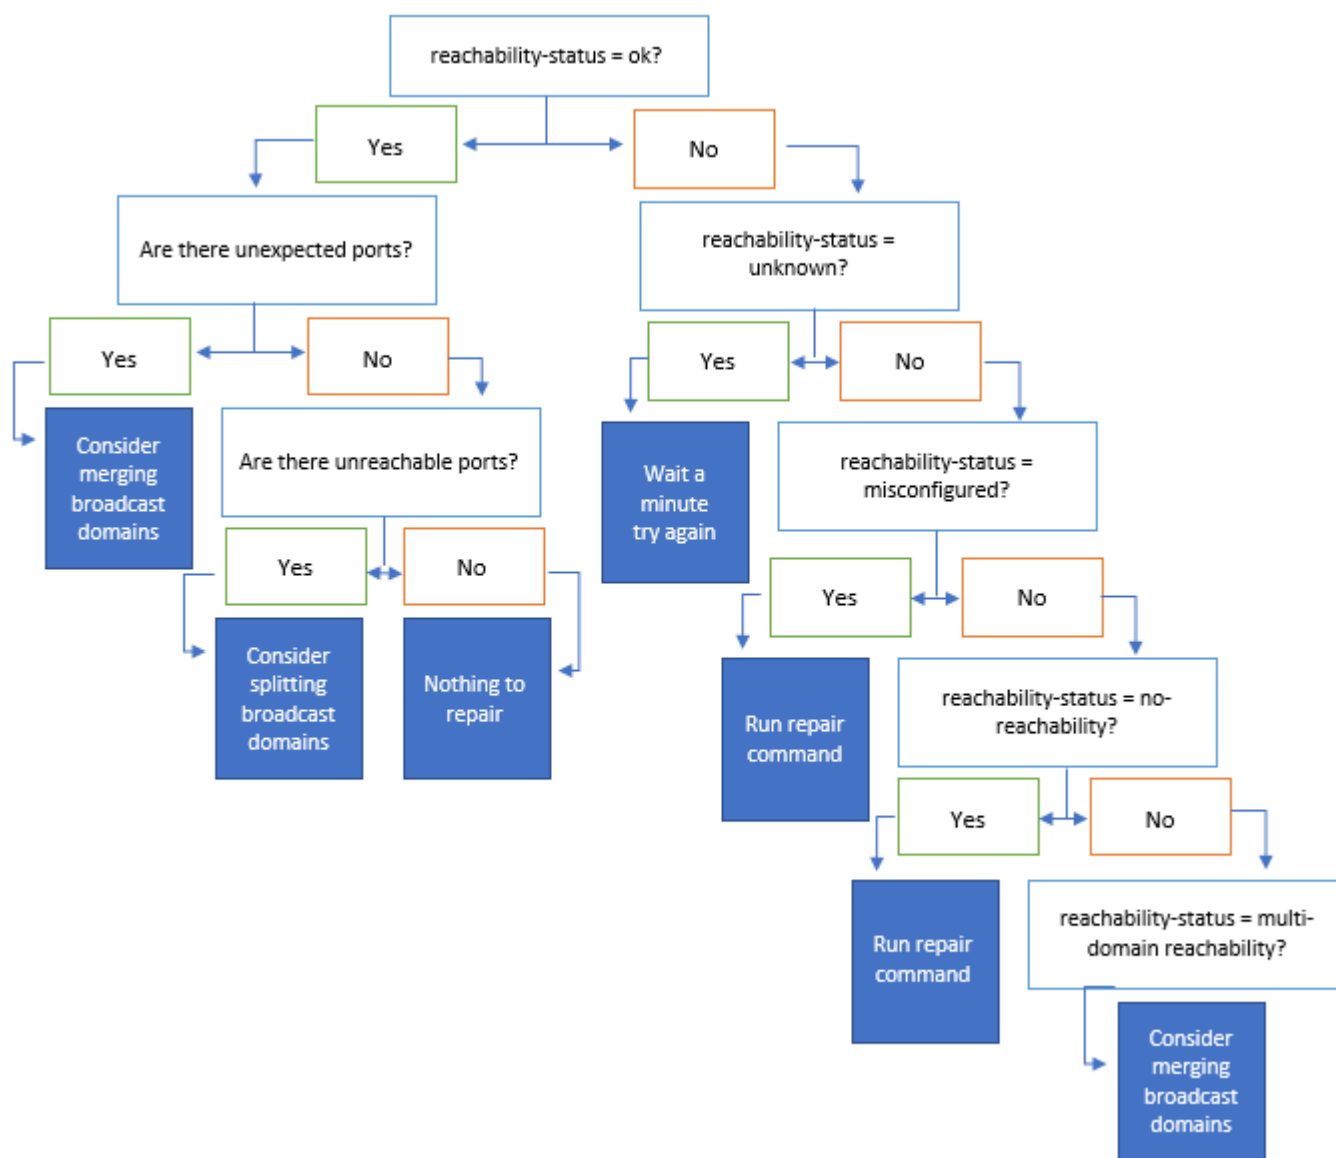 reachability-status = ok?
Yes
No
Are there unexpected ports?
reachability-status =
unknown?
Yes
No
Yes
No
Consider
merging
broadcast
domains
Are there unreachable ports?
Wait a
minute
try again
reachability-status =
misconfigured?
Yes
No
Yes
No
Consider
splitting
broadcast
domains
Nothing to
repair
Run repair
command
reachability-status = no-
reachability?
Yes
No
Run repair
command
reachability-status = multi-
domain reachability?
Consider
merging
broadcast
domains